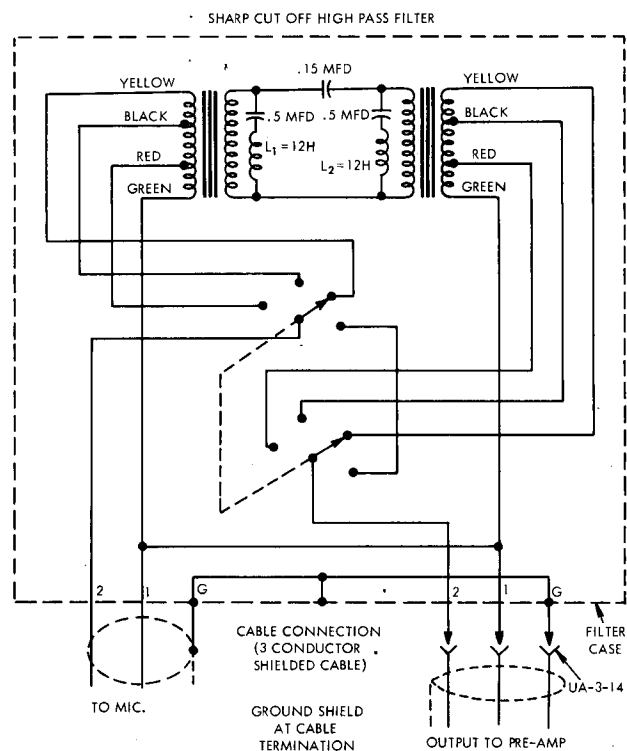 SHARP CUT OFF HIGH PASS FILTER
.15 MFD
YELLOW
YELLOW
BLACK
.5 MFD
.5 MFD
BLACK
RED
L1 = 12H
L2 = 12H
RED
GREEN
GREEN
2
1
G
2
1
G
CABLE CONNECTION
(3 CONDUCTOR
SHIELDED CABLE)
FILTER
CASE
UA-3-14
TO MIC.
GROUND SHIELD
AT CABLE
TERMINATION
OUTPUT TO PRE-AMP